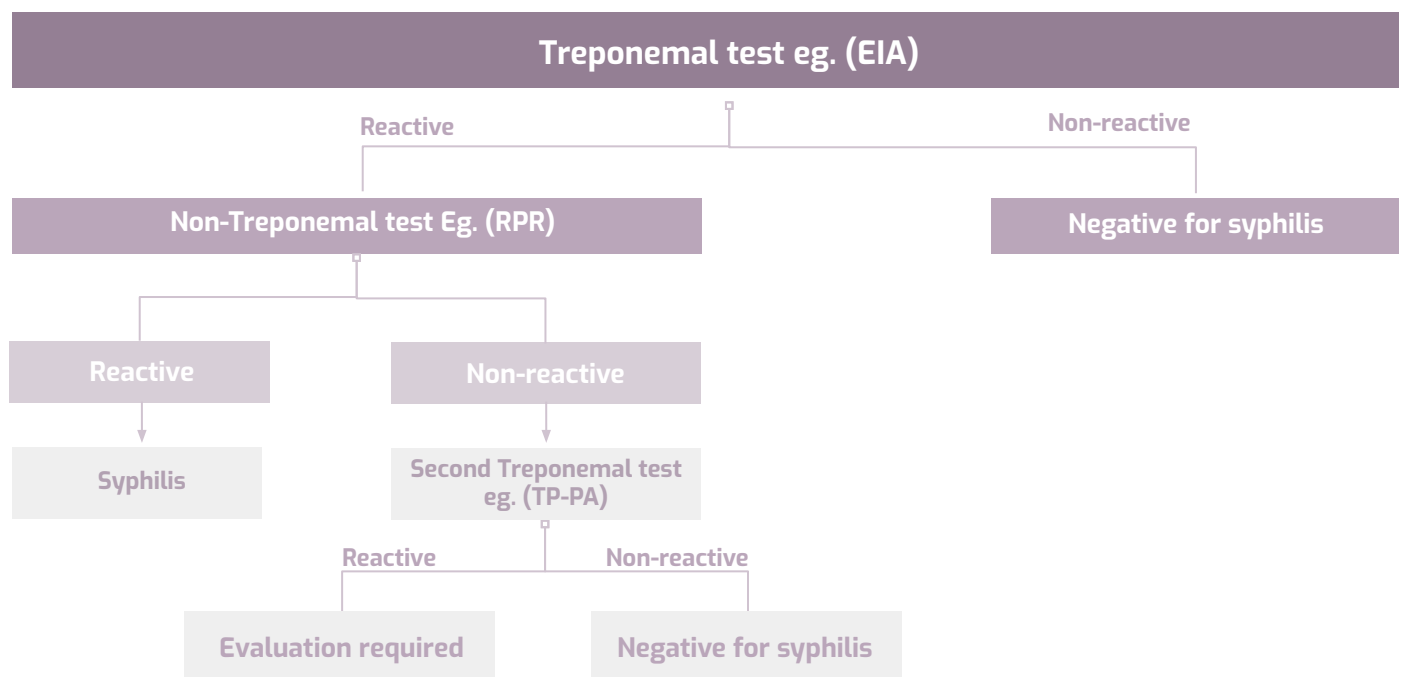 Treponemal test eg. (EIA)
Reactive
Non-reactive
Non-Treponemal test Eg. (RPR)
Negative for syphilis
Reactive
Non-reactive
Syphilis
Second Treponemal test
eg. (TP-PA)
Reactive
Non-reactive
Evaluation required
Negative for syphilis